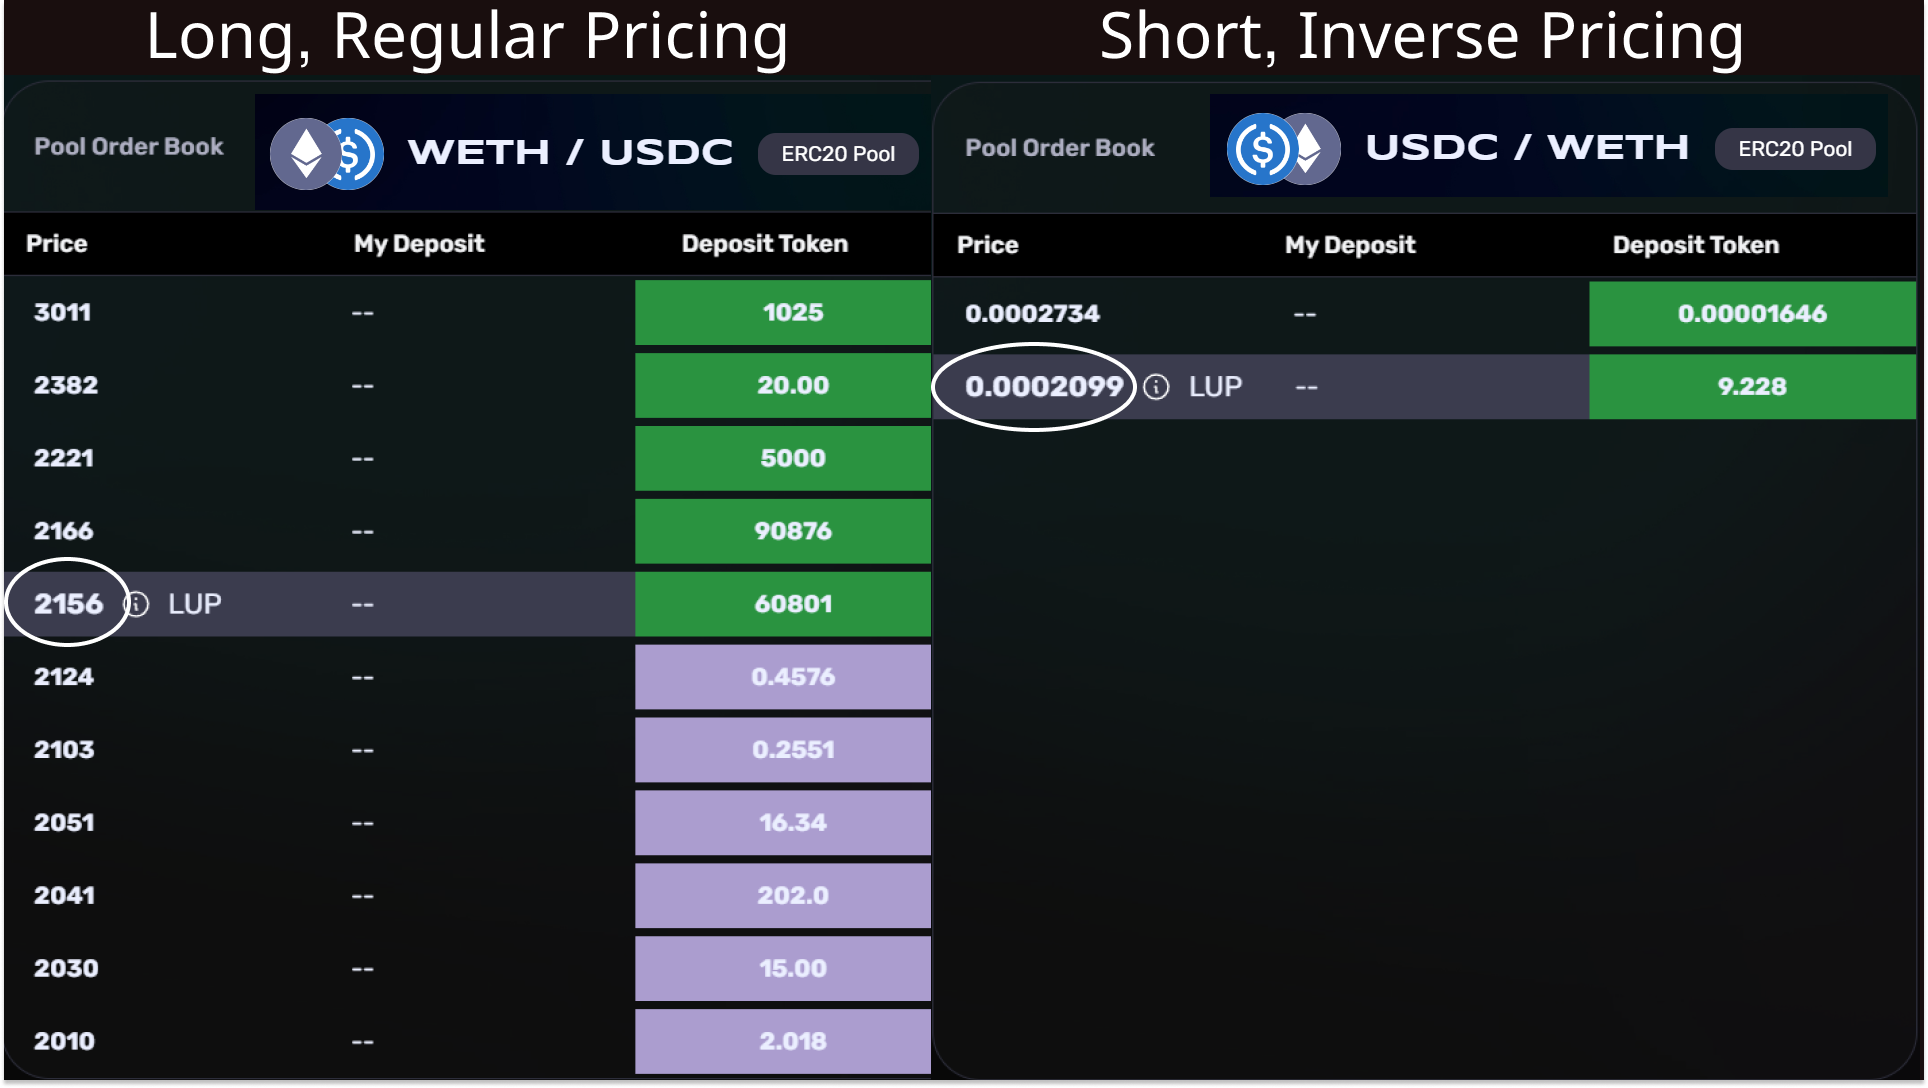 Long, Regular Pricing
Pool Order Book
WETH / USDC
ERC20 Pool
Price My Deposit Deposit Token
3011 -- 1025
2382 -- 20.00
2221 -- 5000
2166 -- 90876
2156 LUP -- 60801
2124 -- 0.4576
2103 -- 0.2551
2051 -- 16.34
2041 -- 202.0
2030 -- 15.00
2010 -- 2.018
Short, Inverse Pricing
Pool Order Book
USDC / WETH
ERC20 Pool
Price My Deposit Deposit Token
0.0002734 -- 0.00001646
0.0002099 LUP -- 9.228